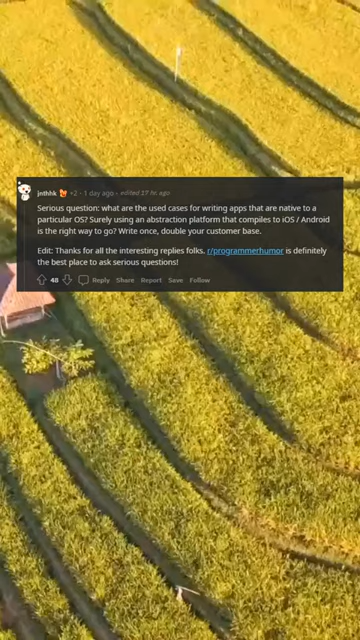 jnthhk +2 · 1 day ago · edited 17 hr. ago
Serious question: what are the used cases for writing apps that are native to a
particular OS? Surely using an abstraction platform that compiles to iOS / Android
is the right way to go? Write once, double your customer base.
Edit: Thanks for all the interesting replies folks. r/programmerhumor is definitely
the best place to ask serious questions!
48 Reply Share Report Save Follow